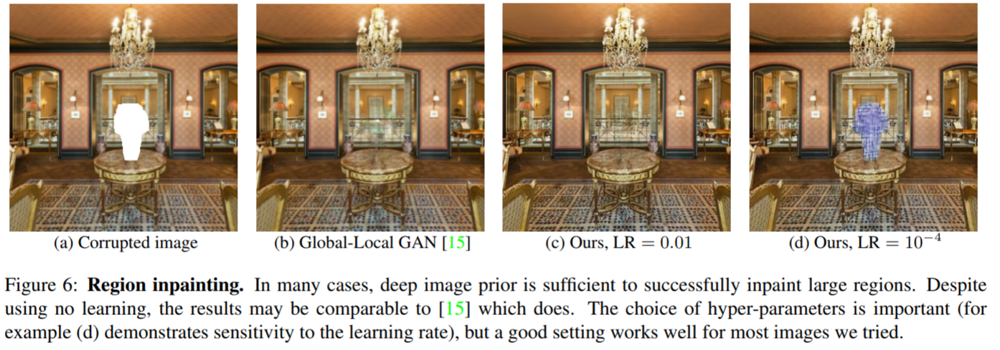 (a) Corrupted image
(b) Global-Local GAN [15]
(c) Ours, LR = 0.01
(d) Ours, LR = 10⁻⁴
Figure 6: Region inpainting. In many cases, deep image prior is sufficient to successfully inpaint large regions. Despite
using no learning, the results may be comparable to [15] which does. The choice of hyper-parameters is important (for
example (d) demonstrates sensitivity to the learning rate), but a good setting works well for most images we tried.